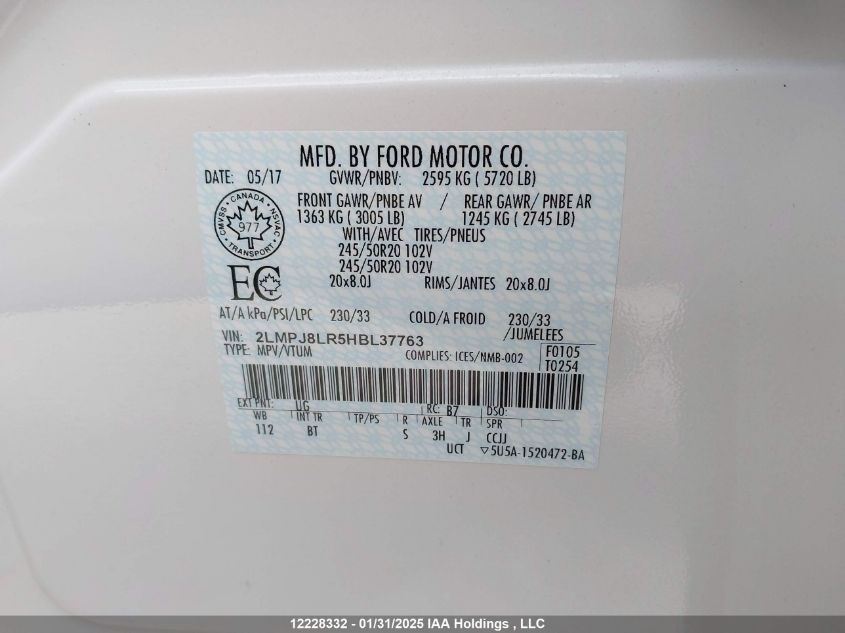 MFD. BY FORD MOTOR CO.
DATE: 05/17 GVWR/PNBV: 2595 KG ( 5720 LB)
FRONT GAWR/PNBE AV / REAR GAWR/ PNBE AR
1363 KG ( 3005 LB) 1245 KG ( 2745 LB)
WITH/AVEC TIRES/PNEUS
245/50R20 102V
245/50R20 102V
20x8.0J RIMS/JANTES 20x8.0J
CANADA
CMVSS NSVAC
977
TRANSPORT
EC
AT/A kPa/PSI/LPC 230/33 COLD/A FROID 230/33
/JUMELEES
VIN: 2LMPJ8LR5HBL37763
TYPE: MPV/VTUM COMPLIES: ICES/NMB-002 F0105
T0254
EXT PNT: UG RC: B7 DSO:
WB INT TR TP/PS R AXLE TR SPR
112 BT S 3H J CCJJ
UCT ▽5U5A-1520472-BA
12228332 - 01/31/2025 IAA Holdings , LLC